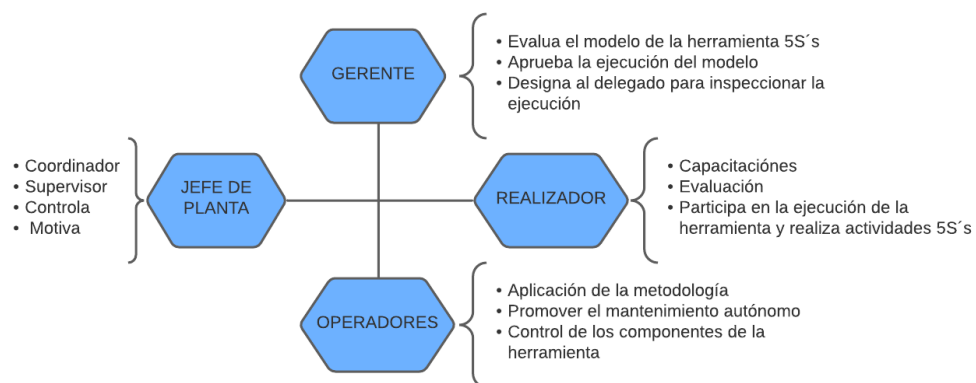 GERENTE
• Evalua el modelo de la herramienta 5S´s
• Aprueba la ejecución del modelo
• Designa al delegado para inspeccionar la
ejecución
• Coordinador
• Supervisor
• Controla
• Motiva
JEFE DE
PLANTA
REALIZADOR
• Capacitaciónes
• Evaluación
• Participa en la ejecución de la
herramienta y realiza actividades 5S´s
OPERADORES
• Aplicación de la metodología
• Promover el mantenimiento autónomo
• Control de los componentes de la
herramienta